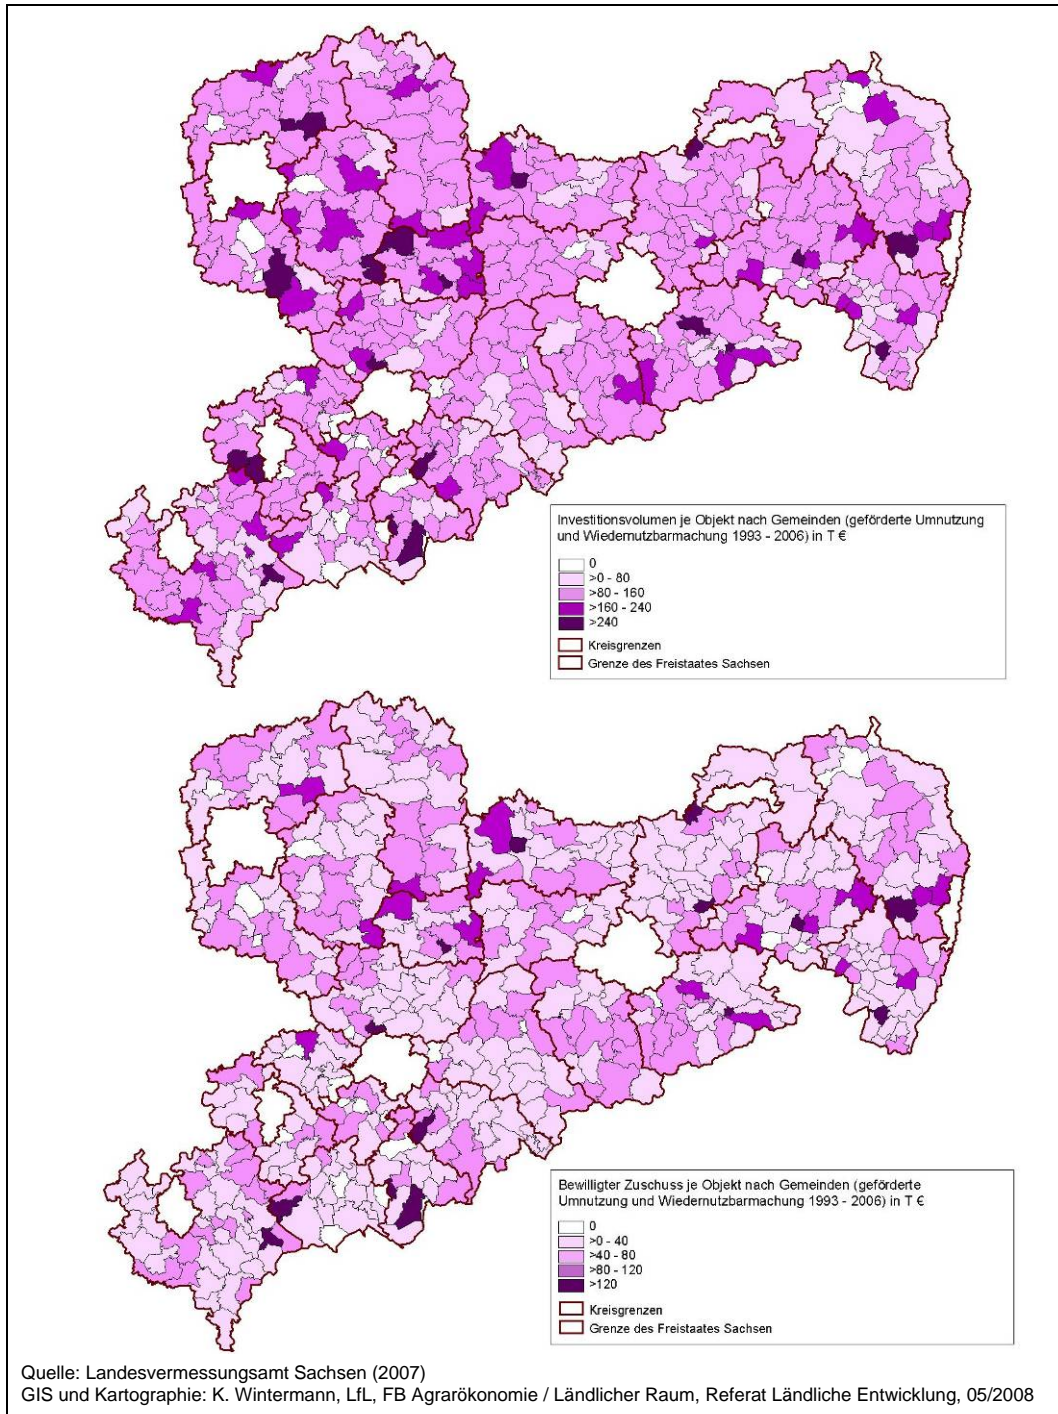 Investitionsvolumen je Objekt nach Gemeinden (geförderte Umnutzung
und Wiedernutzbarmachung 1993 - 2006) in T €
0
>0 - 80
>80 - 160
>160 - 240
>240
Kreisgrenzen
Grenze des Freistaates Sachsen
Bewilligter Zuschuss je Objekt nach Gemeinden (geförderte
Umnutzung und Wiedernutzbarmachung 1993 - 2006) in T €
0
>0 - 40
>40 - 80
>80 - 120
>120
Kreisgrenzen
Grenze des Freistaates Sachsen
Quelle: Landesvermessungsamt Sachsen (2007)
GIS und Kartographie: K. Wintermann, LfL, FB Agrarökonomie / Ländlicher Raum, Referat Ländliche Entwicklung, 05/2008